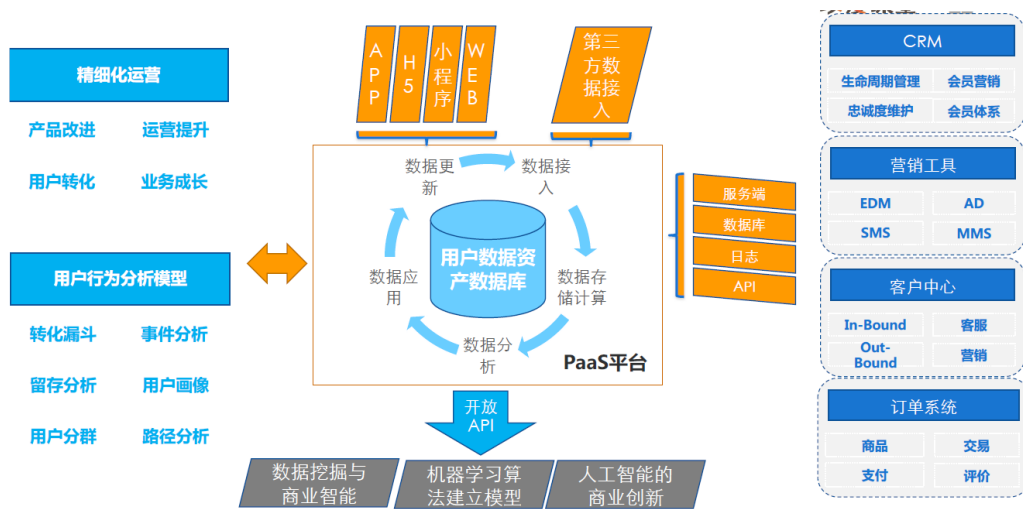 精细化运营
产品改进
运营提升
用户转化
业务成长
用户行为分析模型
转化漏斗
事件分析
留存分析
用户画像
用户分群
路径分析
APP
H5
小程序
WEB
第三方数据接入
数据更
新
数据接
入
数据存
储计算
数据分
析
数据应
用
用户数据资
产数据库
PaaS平台
开放
API
数据挖掘与
商业智能
机器学习算
法建立模型
人工智能的
商业创新
服务端
数据库
日志
API
CRM
生命周期管理
会员营销
忠诚度维护
会员体系
营销工具
EDM
AD
SMS
MMS
客户中心
In-Bound
客服
Out-
Bound
营销
订单系统
商品
交易
支付
评价